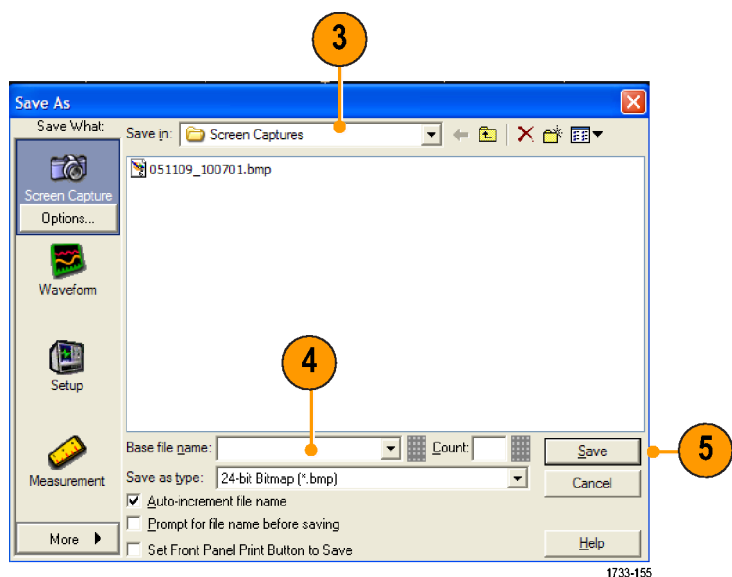 3
Save As
Save What:
Save in: Screen Captures
051109_100701.bmp
Screen Capture
Options...
Waveform
Setup
4
Base file name: Count: Save
5
Measurement
Save as type: 24-bit Bitmap (*.bmp) Cancel
Auto-increment file name
Prompt for file name before saving
More Help
Set Front Panel Print Button to Save
1733-155